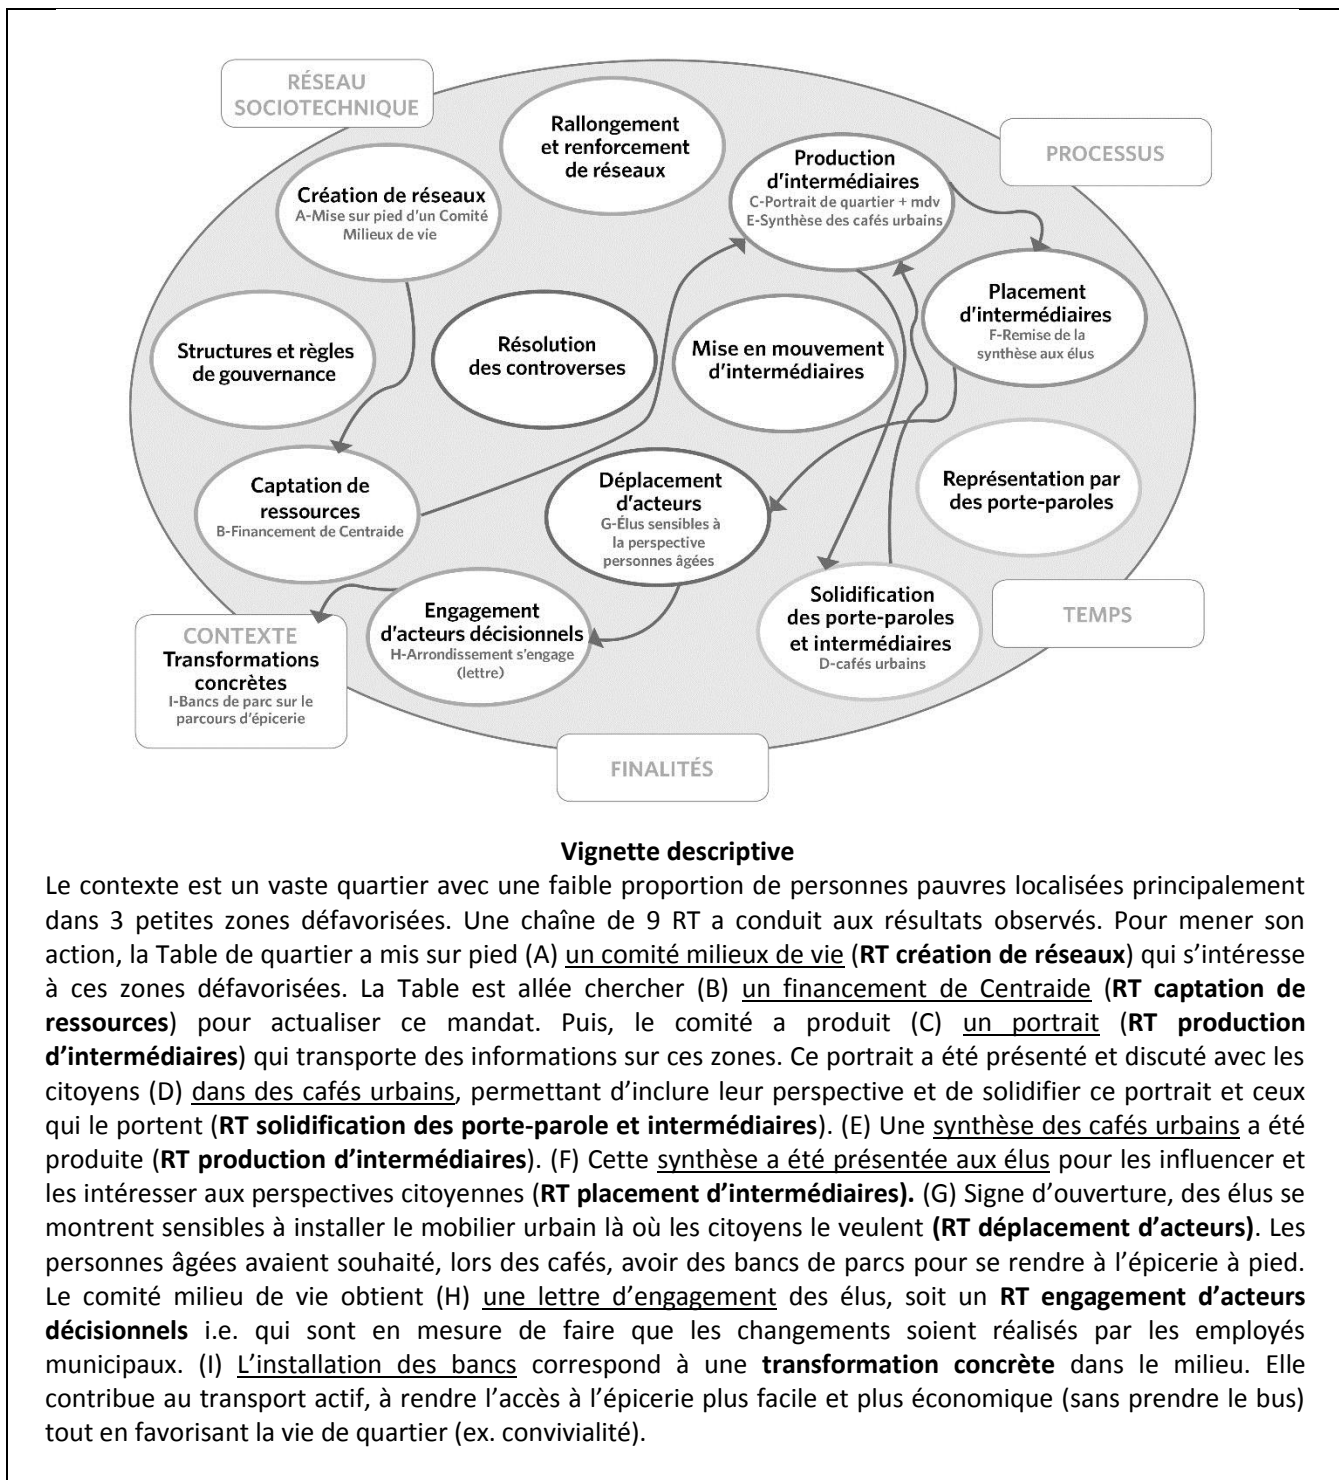 RÉSEAU
SOCIOTECHNIQUE
Rallongement
et renforcement
de réseaux
PROCESSUS
Production
d'intermédiaires
C-Portrait de quartier + mdv
E-Synthèse des cafés urbains
Création de réseaux
A-Mise sur pied d'un Comité
Milieux de vie
Placement
d'intermédiaires
F-Remise de la
synthèse aux élus
Structures et règles
de gouvernance
Résolution
des controverses
Mise en mouvement
d'intermédiaires
Captation de
ressources
B-Financement de Centraide
Déplacement
d'acteurs
G-Élus sensibles à
la perspective
personnes âgées
Représentation par
des porte-paroles
Engagement
d'acteurs décisionnels
H-Arrondissement s'engage
(lettre)
Solidification
des porte-paroles
et intermédiaires
D-cafés urbains
TEMPS
CONTEXTE
Transformations
concrètes
I-Bancs de parc sur le
parcours d'épicerie
FINALITÉS
Vignette descriptive
Le contexte est un vaste quartier avec une faible proportion de personnes pauvres localisées principalement
dans 3 petites zones défavorisées. Une chaîne de 9 RT a conduit aux résultats observés. Pour mener son
action, la Table de quartier a mis sur pied (A) un comité milieux de vie (RT création de réseaux) qui s'intéresse
à ces zones défavorisées. La Table est allée chercher (B) un financement de Centraide (RT captation de
ressources) pour actualiser ce mandat. Puis, le comité a produit (C) un portrait (RT production
d'intermédiaires) qui transporte des informations sur ces zones. Ce portrait a été présenté et discuté avec les
citoyens (D) dans des cafés urbains, permettant d'inclure leur perspective et de solidifier ce portrait et ceux
qui le portent (RT solidification des porte-parole et intermédiaires). (E) Une synthèse des cafés urbains a été
produite (RT production d'intermédiaires). (F) Cette synthèse a été présentée aux élus pour les influencer et
les intéresser aux perspectives citoyennes (RT placement d'intermédiaires). (G) Signe d'ouverture, des élus se
montrent sensibles à installer le mobilier urbain là où les citoyens le veulent (RT déplacement d'acteurs). Les
personnes âgées avaient souhaité, lors des cafés, avoir des bancs de parcs pour se rendre à l'épicerie à pied.
Le comité milieu de vie obtient (H) une lettre d'engagement des élus, soit un RT engagement d'acteurs
décisionnels i.e. qui sont en mesure de faire que les changements soient réalisés par les employés
municipaux. (I) L'installation des bancs correspond à une transformation concrète dans le milieu. Elle
contribue au transport actif, à rendre l'accès à l'épicerie plus facile et plus économique (sans prendre le bus)
tout en favorisant la vie de quartier (ex. convivialité).